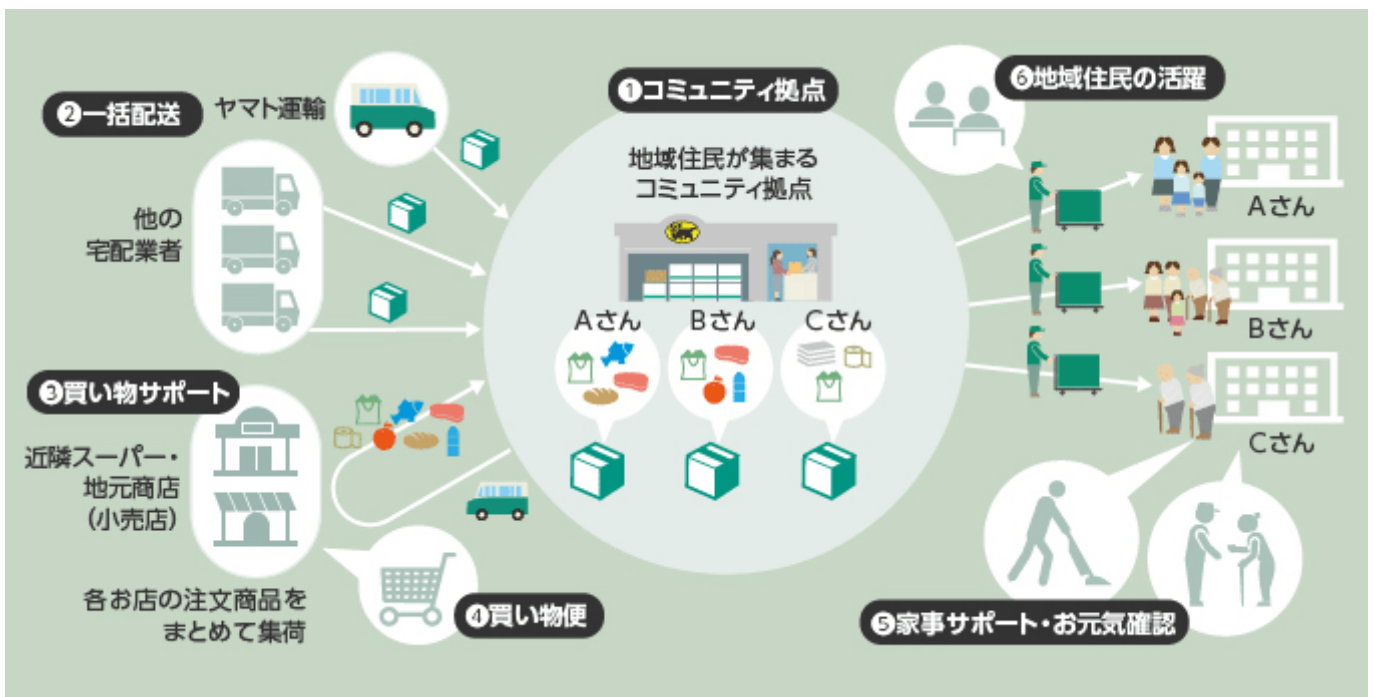 ❶コミュニティ拠点
地域住民が集まる
コミュニティ拠点
Aさん
Bさん
Cさん
❷一括配送
ヤマト運輸
他の
宅配業者
❸買い物サポート
近隣スーパー・
地元商店
（小売店）
各お店の注文商品を
まとめて集荷
❹買い物便
❺家事サポート・お元気確認
❻地域住民の活躍
Aさん
Bさん
Cさん